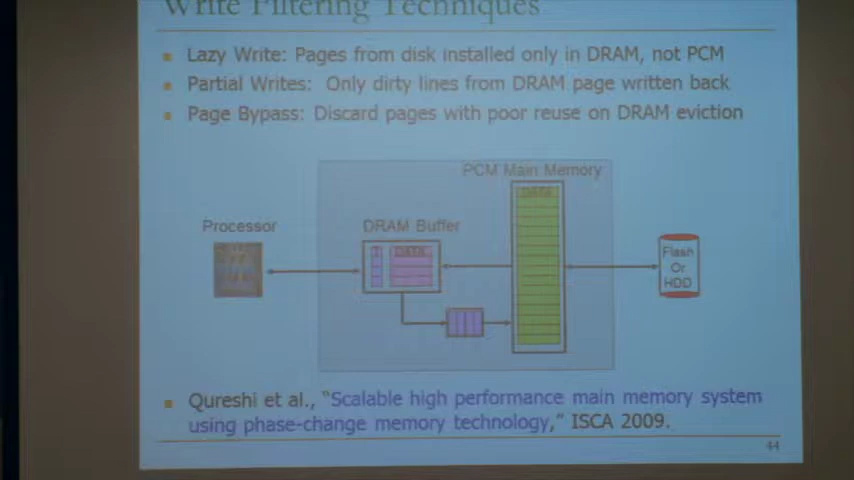 Write Filtering Techniques
Lazy Write: Pages from disk installed only in DRAM, not PCM
Partial Writes: Only dirty lines from DRAM page written back
Page Bypass: Discard pages with poor reuse on DRAM eviction
PCM Main Memory
DATA
Processor
DRAM Buffer
T
DATA
Flash
Or
HDD
Qureshi et al., “Scalable high performance main memory system
using phase-change memory technology,” ISCA 2009.
44